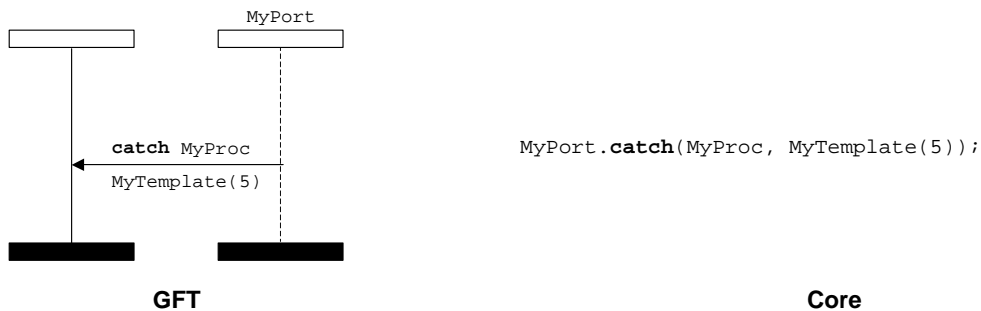 MyPort
catch MyProc
MyTemplate(5)
MyPort.catch(MyProc, MyTemplate(5));
GFT
Core